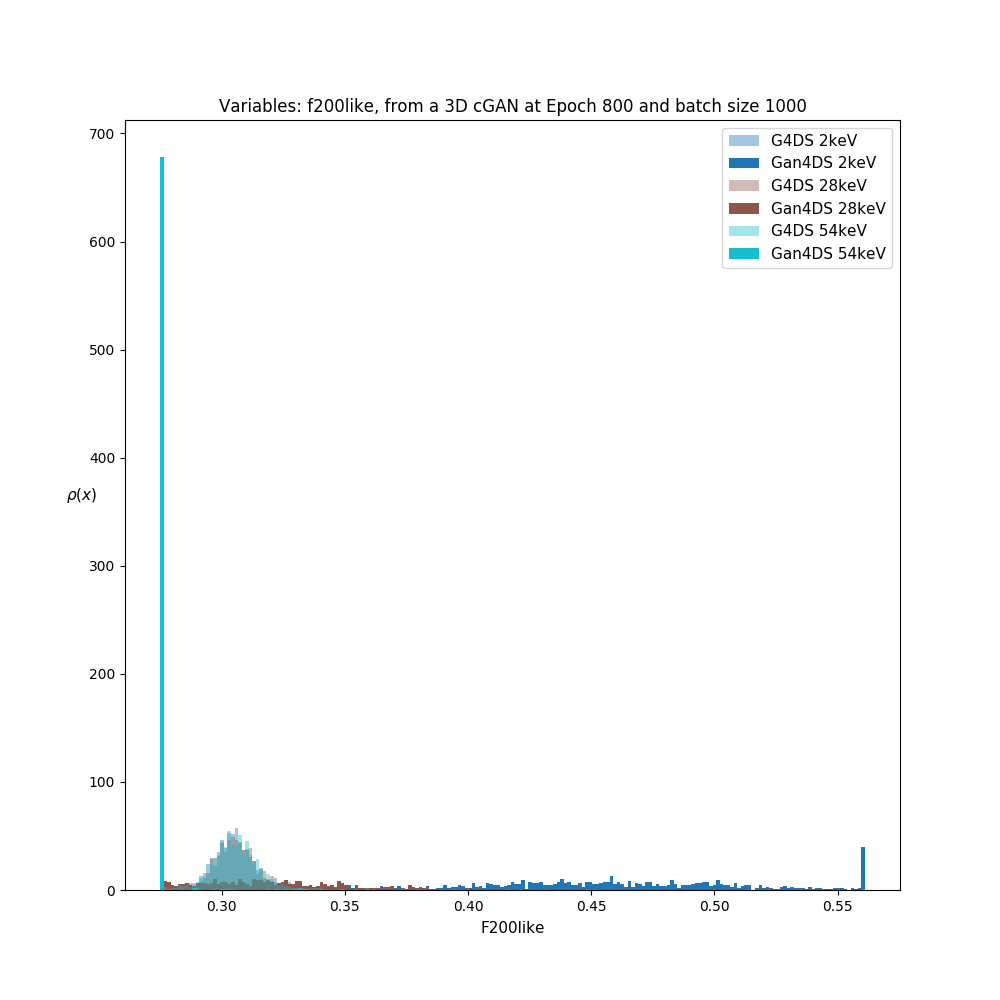 Variables: f200like, from a 3D cGAN at Epoch 800 and batch size 1000
G4DS 2keV
Gan4DS 2keV
G4DS 28keV
Gan4DS 28keV
G4DS 54keV
Gan4DS 54keV
700
600
500
400
ρ(x)
300
200
100
0
0.30 0.35 0.40 0.45 0.50 0.55
F200like